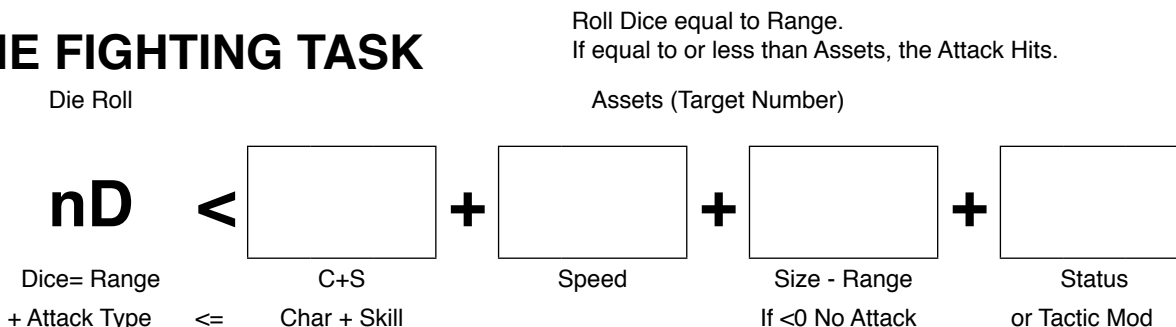 IE FIGHTING TASK
Roll Dice equal to Range.
If equal to or less than Assets, the Attack Hits.
Die Roll
Assets (Target Number)
nD < + + +
Dice= Range C+S Speed Size - Range Status
+ Attack Type <= Char + Skill If <0 No Attack or Tactic Mod